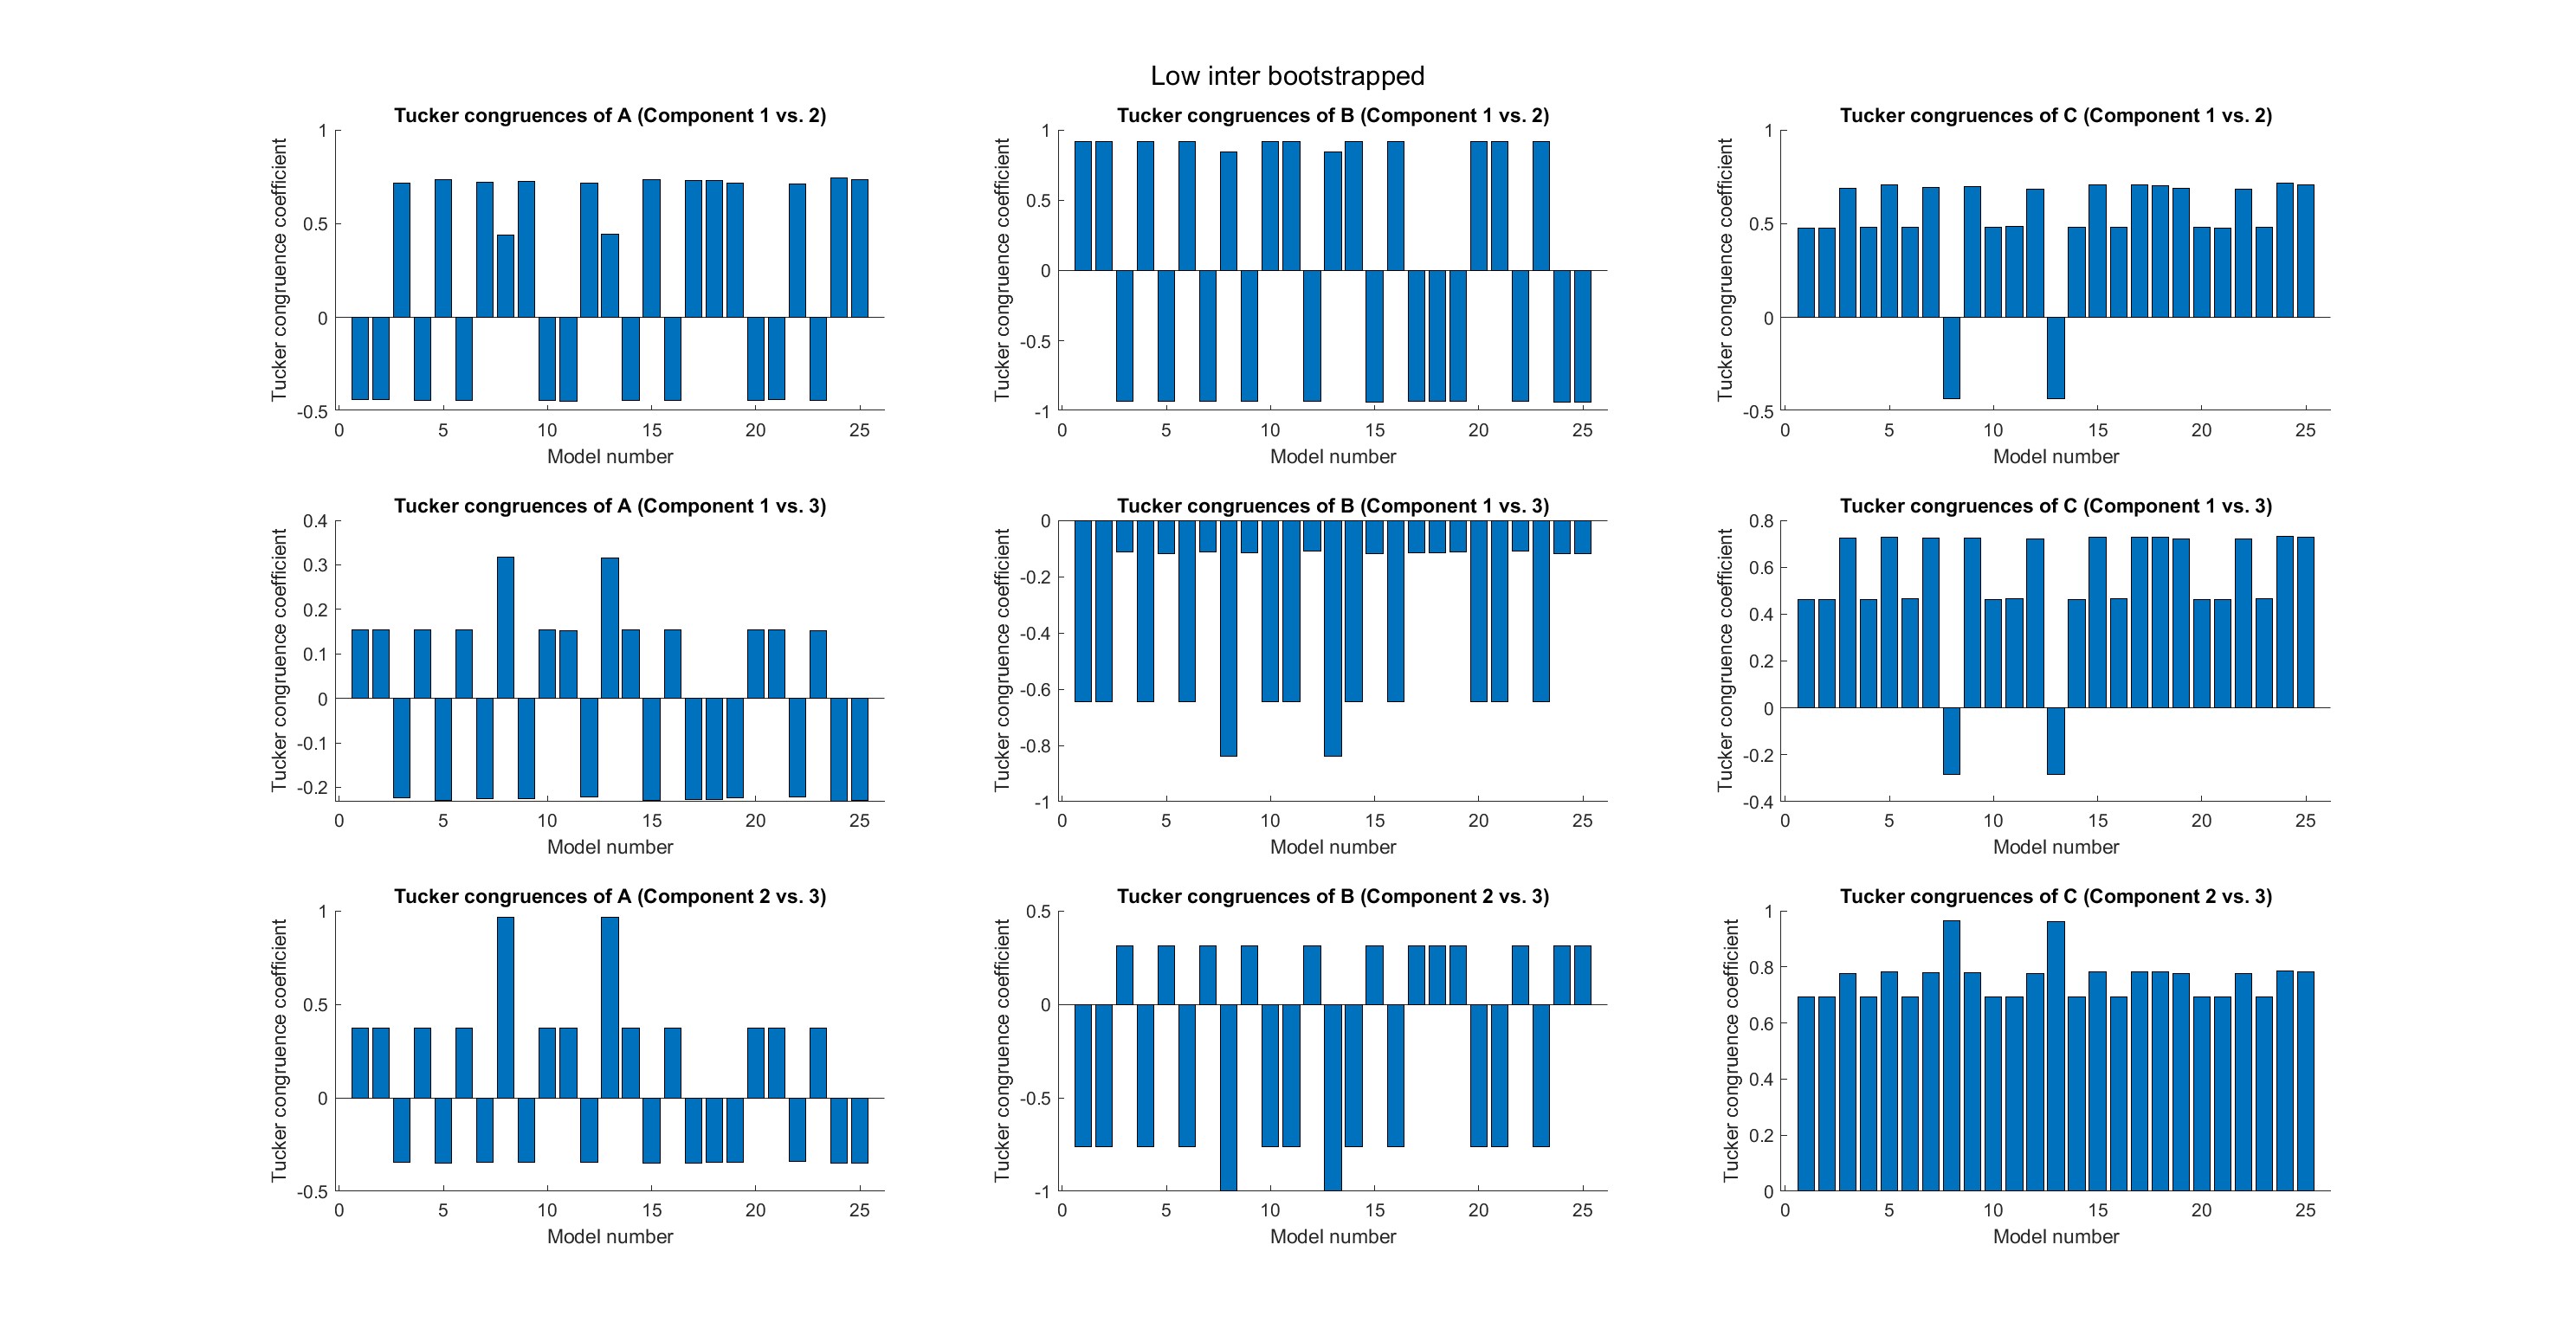 Low inter bootstrapped
Tucker congruences of A (Component 1 vs. 2)
Tucker congruence coefficient
1
0.5
0
-0.5
0 5 10 15 20 25
Model number
Tucker congruences of B (Component 1 vs. 2)
Tucker congruence coefficient
1
0.5
0
-0.5
-1
0 5 10 15 20 25
Model number
Tucker congruences of C (Component 1 vs. 2)
Tucker congruence coefficient
1
0.5
0
-0.5
0 5 10 15 20 25
Model number
Tucker congruences of A (Component 1 vs. 3)
Tucker congruence coefficient
0.4
0.3
0.2
0.1
0
-0.1
-0.2
0 5 10 15 20 25
Model number
Tucker congruences of B (Component 1 vs. 3)
Tucker congruence coefficient
0
-0.2
-0.4
-0.6
-0.8
-1
0 5 10 15 20 25
Model number
Tucker congruences of C (Component 1 vs. 3)
Tucker congruence coefficient
0.8
0.6
0.4
0.2
0
-0.2
-0.4
0 5 10 15 20 25
Model number
Tucker congruences of A (Component 2 vs. 3)
Tucker congruence coefficient
1
0.5
0
-0.5
0 5 10 15 20 25
Model number
Tucker congruences of B (Component 2 vs. 3)
Tucker congruence coefficient
0.5
0
-0.5
-1
0 5 10 15 20 25
Model number
Tucker congruences of C (Component 2 vs. 3)
Tucker congruence coefficient
1
0.8
0.6
0.4
0.2
0
0 5 10 15 20 25
Model number